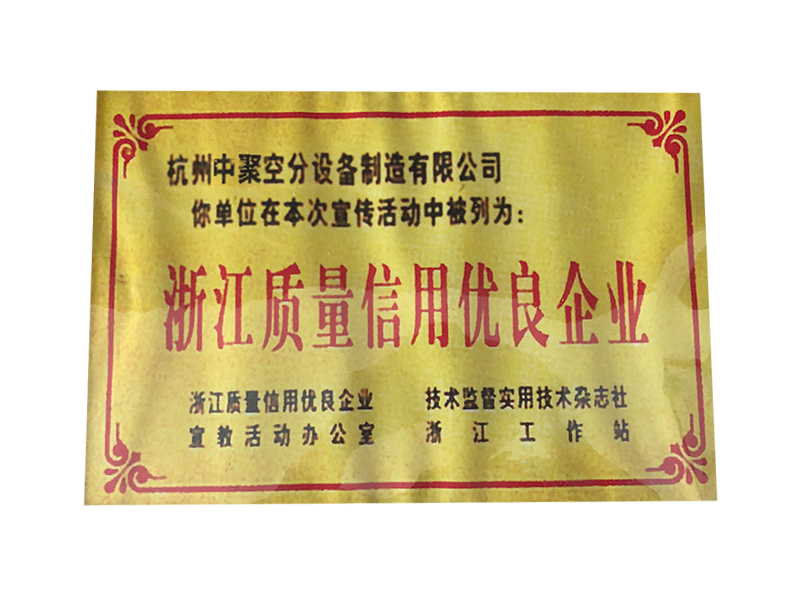 杭州中聚空分设备制造有限公司
你单位在本次宣传活动中被列为：
浙江质量信用优良企业
浙江质量信用优良企业
宣教活动办公室
技术监督实用技术杂志社
浙江工作站